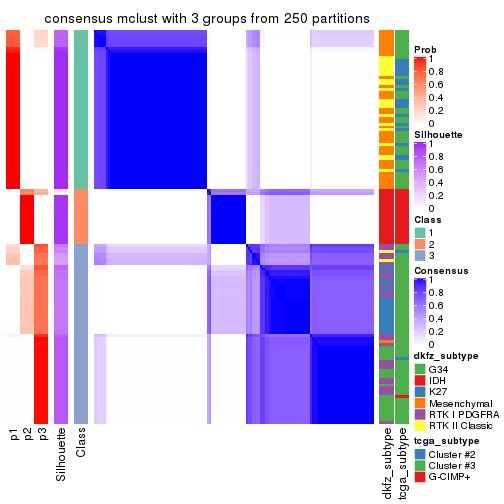 consensus mclust with 3 groups from 250 partitions
Prob
1
0.8
0.6
0.4
0.2
0
Silhouette
1
0.8
0.6
0.4
0.2
0
Class
1
2
3
Consensus
1
0.8
0.6
0.4
0.2
0
dkfz_subtype
G34
IDH
K27
Mesenchymal
RTK I PDGFRA
RTK II Classic
tcga_subtype
Cluster #2
Cluster #3
G-CIMP+
p1
p2
p3
Silhouette
Class
dkfz_subtype
tcga_subtype